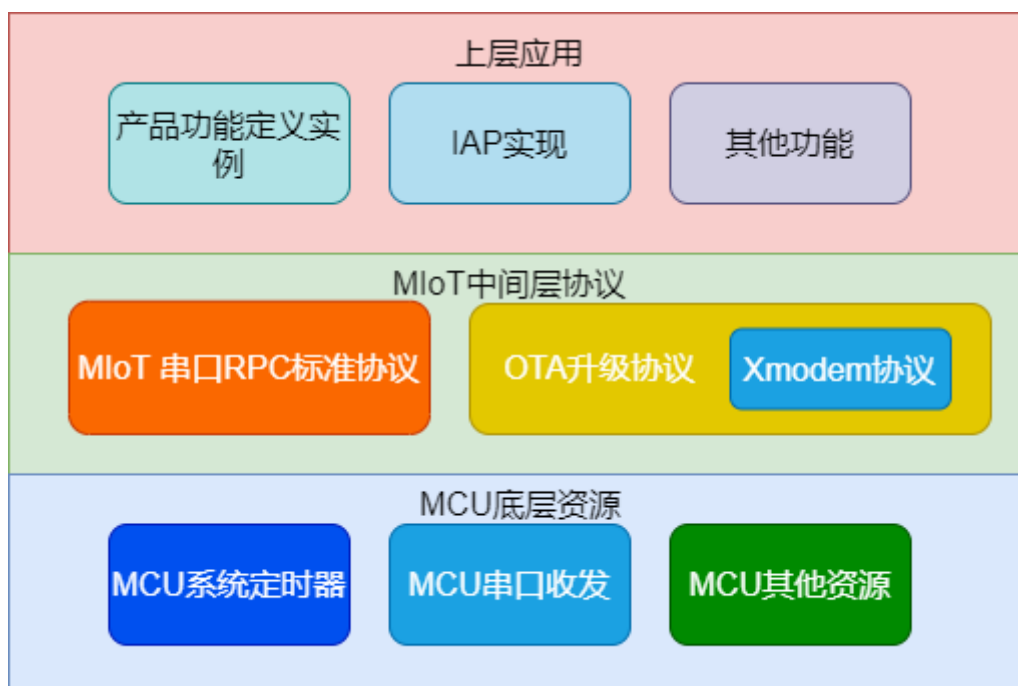 上层应用
产品功能定义实
例
IAP实现
其他功能
MIoT中间层协议
MIoT 串口RPC标准协议
OTA升级协议
Xmodem协议
MCU底层资源
MCU系统定时器
MCU串口收发
MCU其他资源